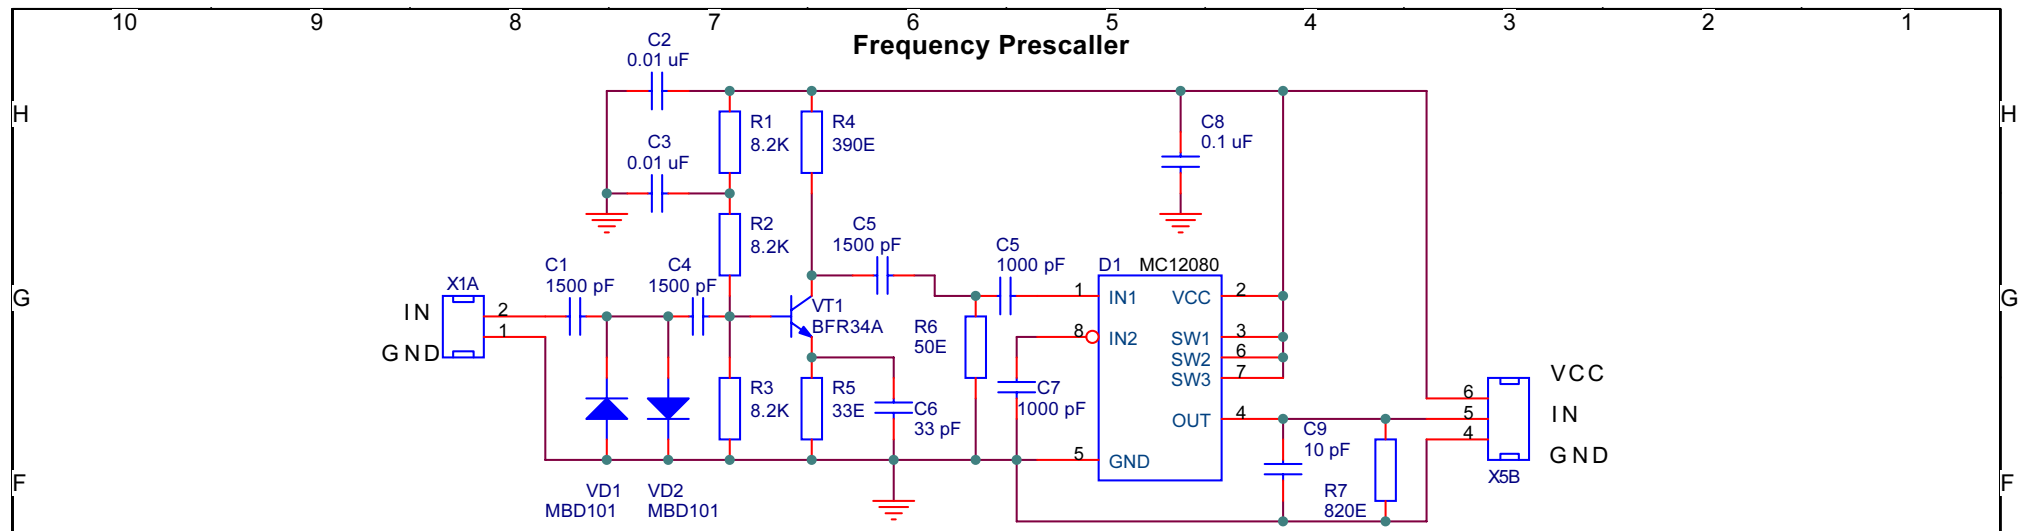 10 9 8 7 6 5 4 3 2 1
Frequency Prescaller
H
H
C2
0.01 uF
C3
0.01 uF
R1
8.2K
R4
390E
C8
0.1 uF
R2
8.2K
C5
1500 pF
C5
1000 pF
D1 MC12080
G
G
X1A
IN
GND
2
1
C1
1500 pF
C4
1500 pF
VT1
BFR34A
R6
50E
1
8
5
IN1
IN2
GND
VCC
SW1
SW2
SW3
OUT
2
3
6
7
4
R3
8.2K
R5
33E
C6
33 pF
C7
1000 pF
C9
10 pF
R7
820E
6
5
4
VCC
IN
GND
X5B
F
F
VD1
MBD101
VD2
MBD101